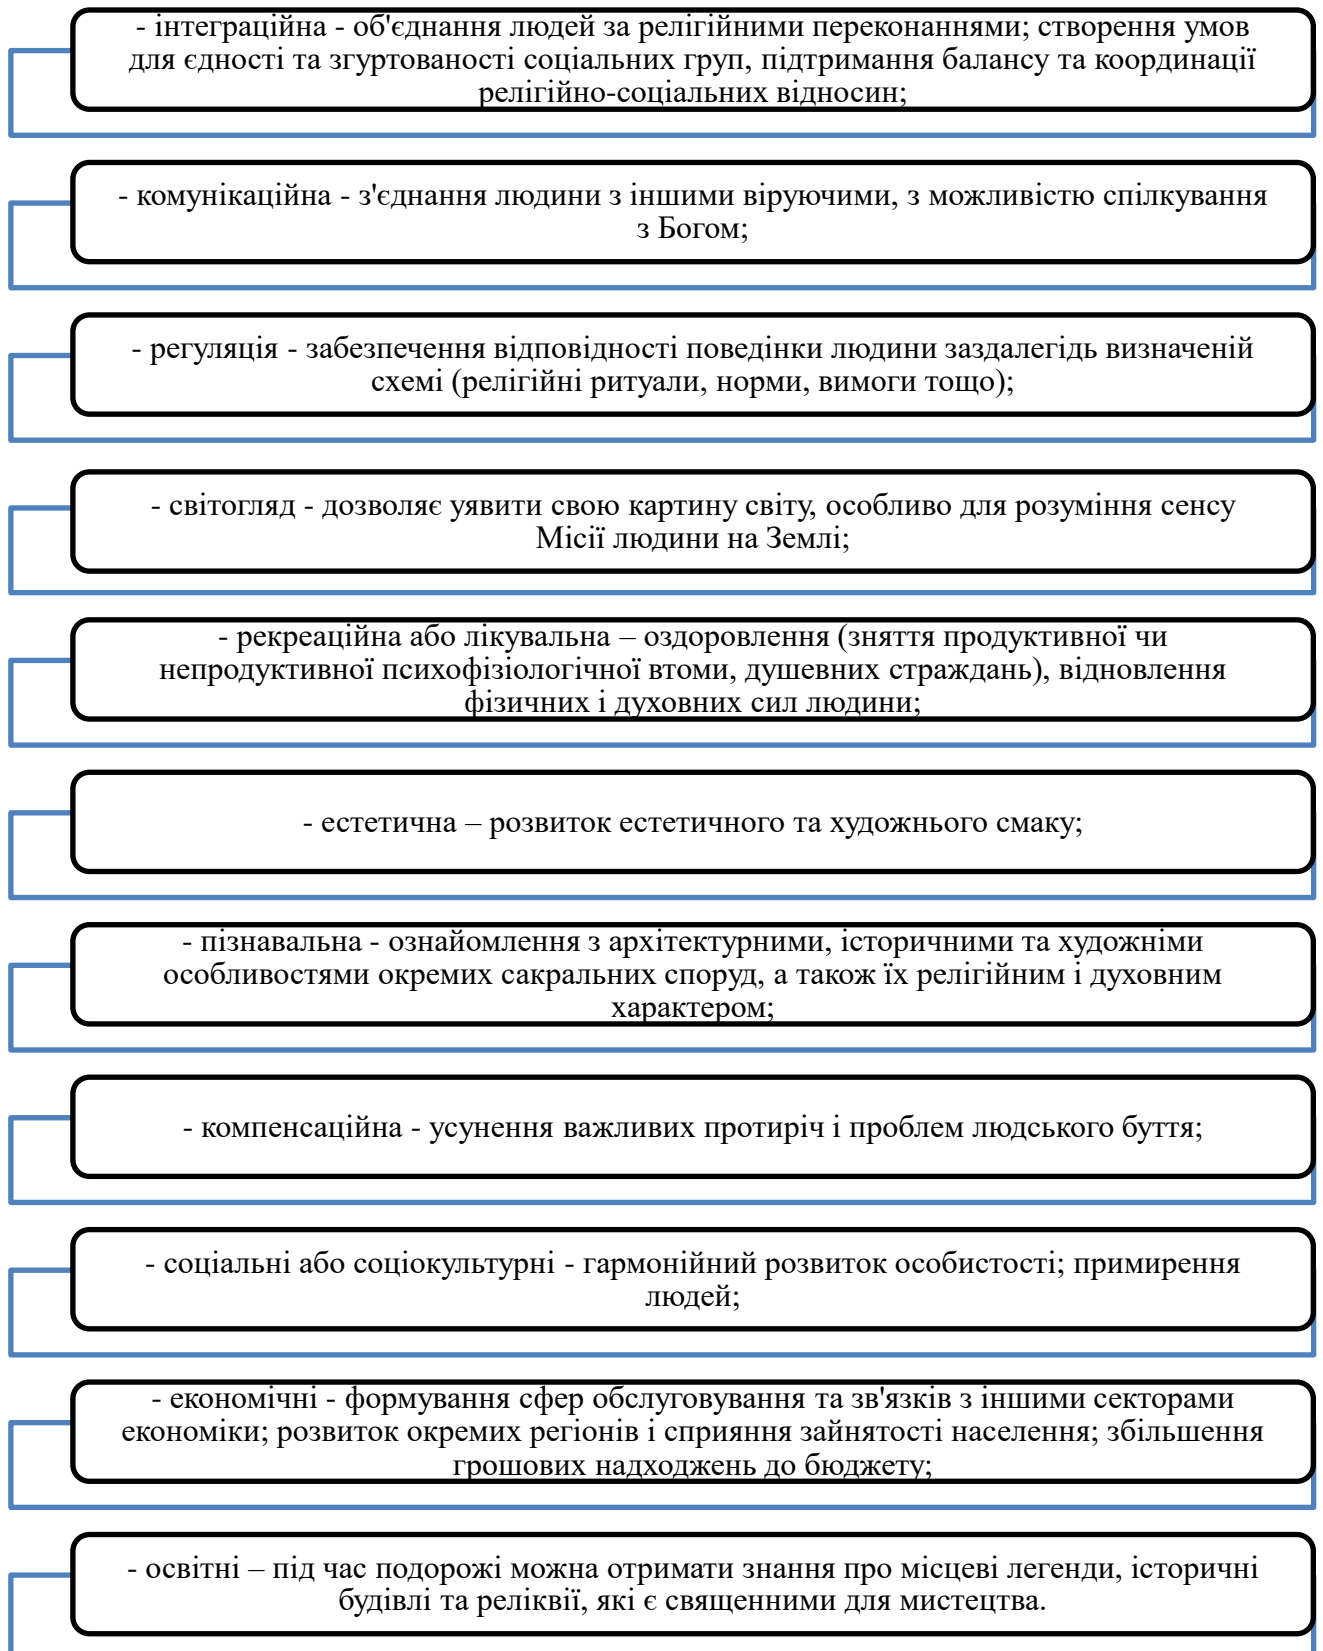 - інтеграційна - об'єднання людей за релігійними переконаннями; створення умов
для єдності та згуртованості соціальних груп, підтримання балансу та координації
релігійно-соціальних відносин;
- комунікаційна - з'єднання людини з іншими віруючими, з можливістю спілкування
з Богом;
- регуляція - забезпечення відповідності поведінки людини заздалегідь визначеній
схемі (релігійні ритуали, норми, вимоги тощо);
- світогляд - дозволяє уявити свою картину світу, особливо для розуміння сенсу
Місії людини на Землі;
- рекреаційна або лікувальна – оздоровлення (зняття продуктивної чи
непродуктивної психофізіологічної втоми, душевних страждань), відновлення
фізичних і духовних сил людини;
- естетична – розвиток естетичного та художнього смаку;
- пізнавальна - ознайомлення з архітектурними, історичними та художніми
особливостями окремих сакральних споруд, а також їх релігійним і духовним
характером;
- компенсаційна - усунення важливих протиріч і проблем людського буття;
- соціальні або соціокультурні - гармонійний розвиток особистості; примирення
людей;
- економічні - формування сфер обслуговування та зв'язків з іншими секторами
економіки; розвиток окремих регіонів і сприяння зайнятості населення; збільшення
грошових надходжень до бюджету;
- освітні – під час подорожі можна отримати знання про місцеві легенди, історичні
будівлі та реліквії, які є священними для мистецтва.